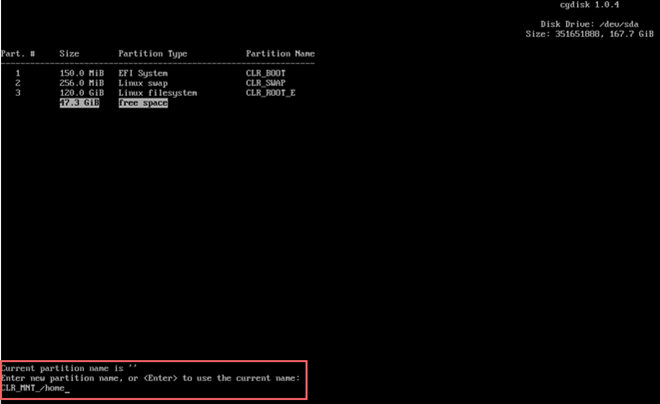 cgdisk 1.0.4
Disk Drive: /dev/sda
Size: 351651888, 167.7 GiB
Part. # Size Partition Type Partition Name
1 150.0 MiB EFI System CLR_BOOT
2 256.0 MiB Linux swap CLR_SWAP
3 120.0 GiB Linux filesystem CLR_ROOT_E
47.3 GiB free space
Current partition name is ''
Enter new partition name, or <Enter> to use the current name:
CLR_MNT_/home_